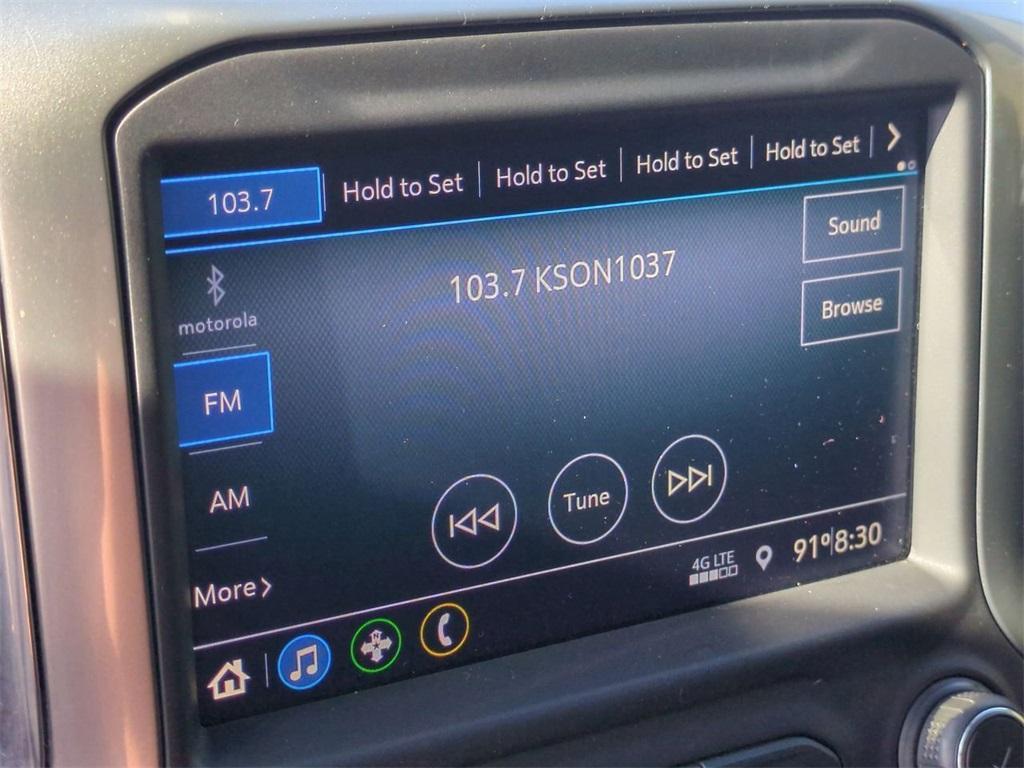 103.7
Hold to Set
Hold to Set
Hold to Set
Hold to Set
Sound
103.7 KSON1037
motorola
Browse
FM
AM
Tune
More
4G LTE
91° 8:30
N